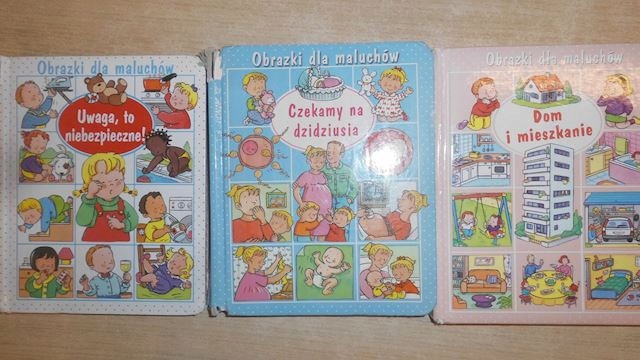 Obrazki dla maluchów
Uwaga, to
niebezpieczne!
Obrazki dla maluchów
Czekamy na
dzidziusia
Obrazki dla maluchów
Dom
i mieszkanie